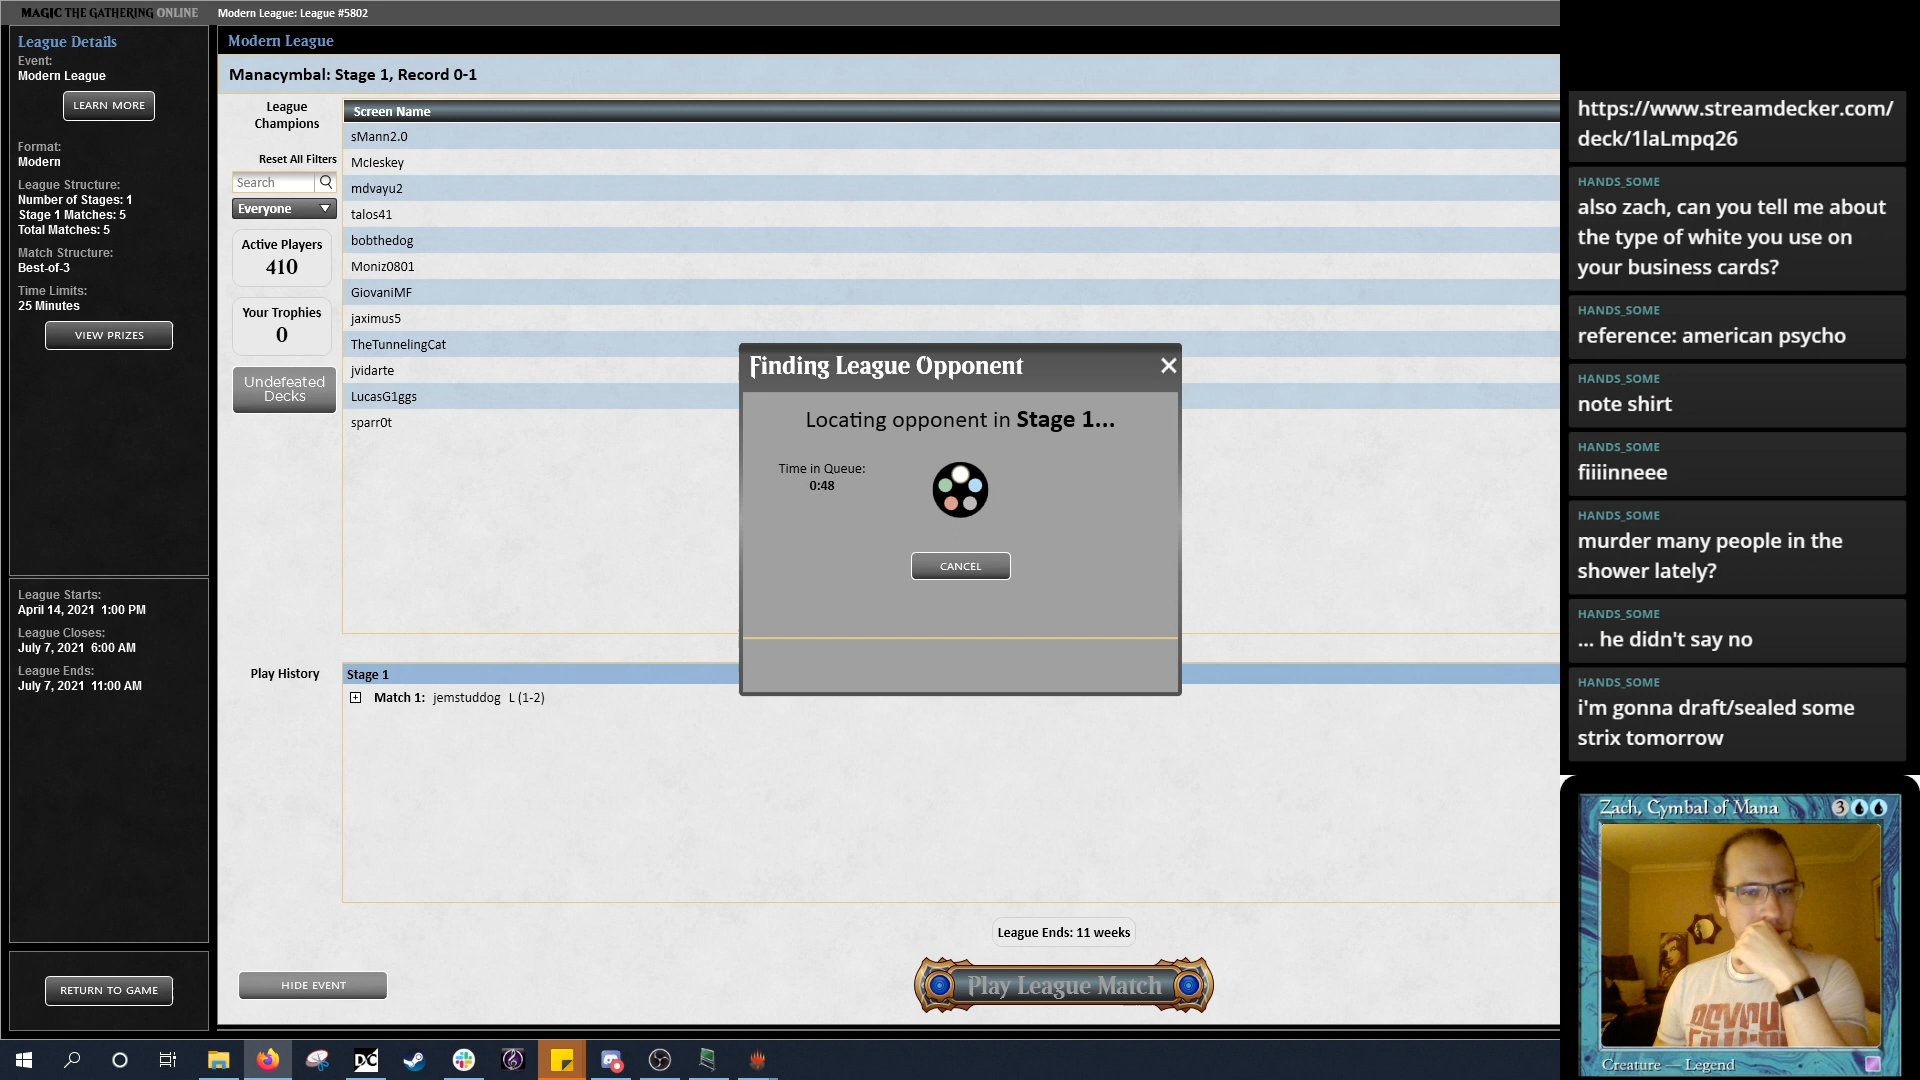 MAGIC THE GATHERING ONLINE
Modern League: League #5802
League Details
Event:
Modern League
LEARN MORE
Format:
Modern
League Structure:
Number of Stages: 1
Stage 1 Matches: 5
Total Matches: 5
Match Structure:
Best-of-3
Time Limits:
25 Minutes
VIEW PRIZES
League Starts:
April 14, 2021 1:00 PM
League Closes:
July 7, 2021 6:00 AM
League Ends:
July 7, 2021 11:00 AM
RETURN TO GAME
Modern League
Manacymbal: Stage 1, Record 0-1
League
Champions
Reset All Filters
Search
Everyone
Active Players
410
Your Trophies
0
Undefeated
Decks
Screen Name
sMann2.0
McIeskey
mdvayu2
talos41
bobthedog
Moniz0801
GiovaniMF
jaximus5
TheTunnelingCat
jvidarte
LucasG1ggs
sparr0t
Finding League Opponent
Locating opponent in Stage 1...
Time in Queue:
0:48
CANCEL
Play History
Stage 1
Match 1: jemstuddog L (1-2)
League Ends: 11 weeks
HIDE EVENT
Play League Match
https://www.streamdecker.com/
deck/1laLmpq26
HANDS_SOME
also zach, can you tell me about
the type of white you use on
your business cards?
HANDS_SOME
reference: american psycho
HANDS_SOME
note shirt
HANDS_SOME
fiiiinneee
HANDS_SOME
murder many people in the
shower lately?
HANDS_SOME
... he didn't say no
HANDS_SOME
i'm gonna draft/sealed some
strix tomorrow
Zach, Cymbal of Mana 3
PSYCH
Creature — Legend
DC